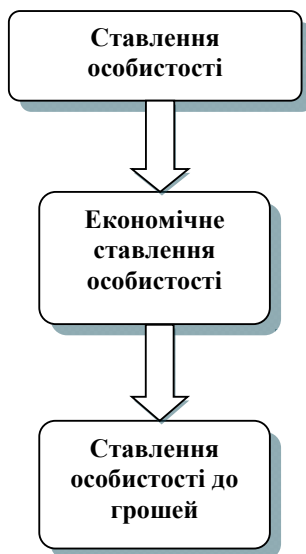 Ставлення
особистості
Економічне
ставлення
особистості
Ставлення
особистості до
грошей